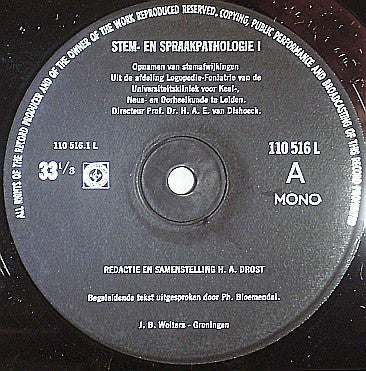 ALL RIGHTS OF THE RECORD PRODUCER AND OF THE OWNER OF THE WORK REPRODUCED RESERVED, COPYING, PUBLIC PERFORMANCE AND BROADCASTING OF THIS RECORD PROHIBITED
STEM- EN SPRAAKPATHOLOGIE I
Opnamen van stemafwijkingen
Uit de afdeling Logopedie-Foniatrie van de
Universiteitskliniek voor Keel-,
Neus- en Oorheelkunde te Leiden.
Directeur Prof. Dr. H. A. E. van Dishoeck.
110 516.1 L
110 516 L
33 1/3
A
MONO
REDACTIE EN SAMENSTELLING H. A. DROST
Begeleidende tekst uitgesproken door Ph. Bloemendal.
J. B. Wolters - Groningen